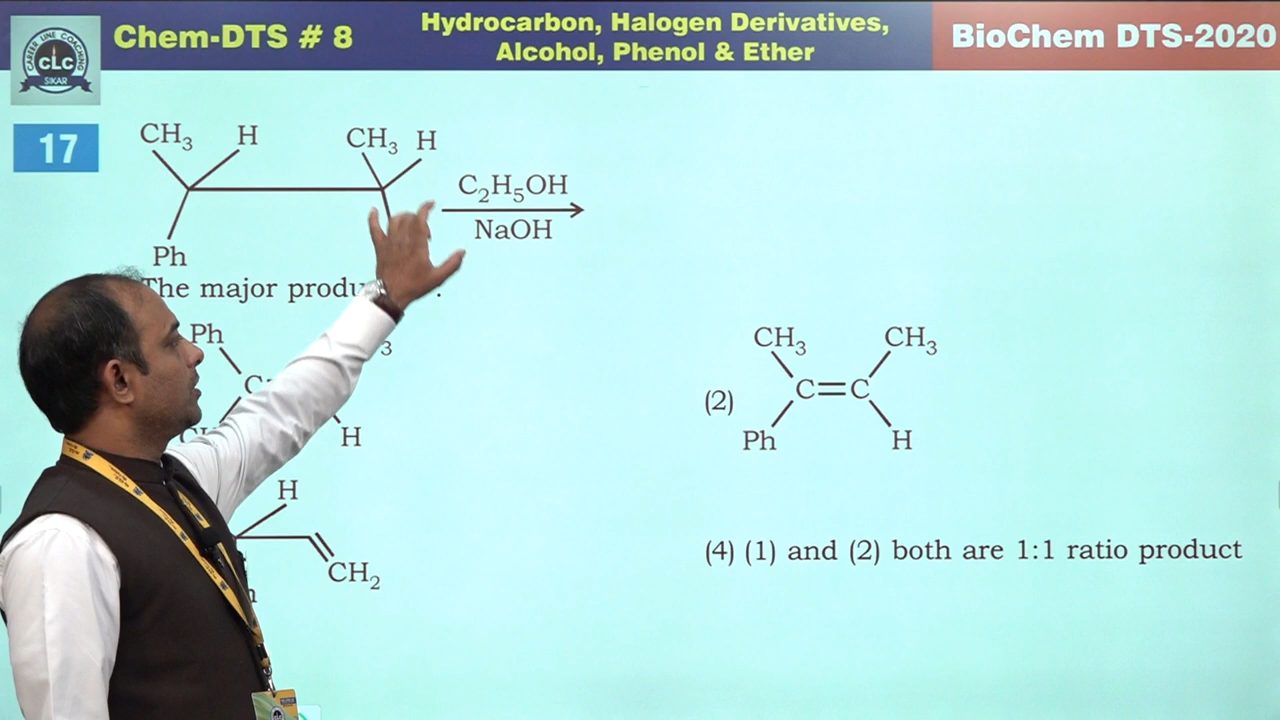 CAREER LINE COACHING
CLC
SIKAR
Chem-DTS # 8
Hydrocarbon, Halogen Derivatives,
Alcohol, Phenol & Ether
BioChem DTS-2020
17
CH₃ H CH₃ H
Ph
C₂H₅OH
NaOH
The major
Ph
C
H
(2) CH₃ CH₃
C=C
Ph H
H
CH₂
(4) (1) and (2) both are 1:1 ratio product